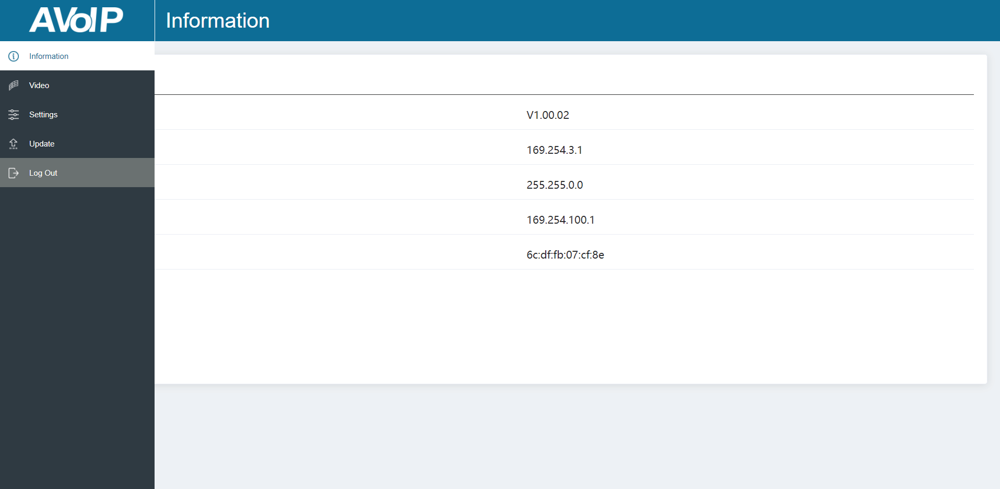 AVoIP
Information
Information
Video
Settings
Update
Log Out
V1.00.02
169.254.3.1
255.255.0.0
169.254.100.1
6c:df:fb:07:cf:8e